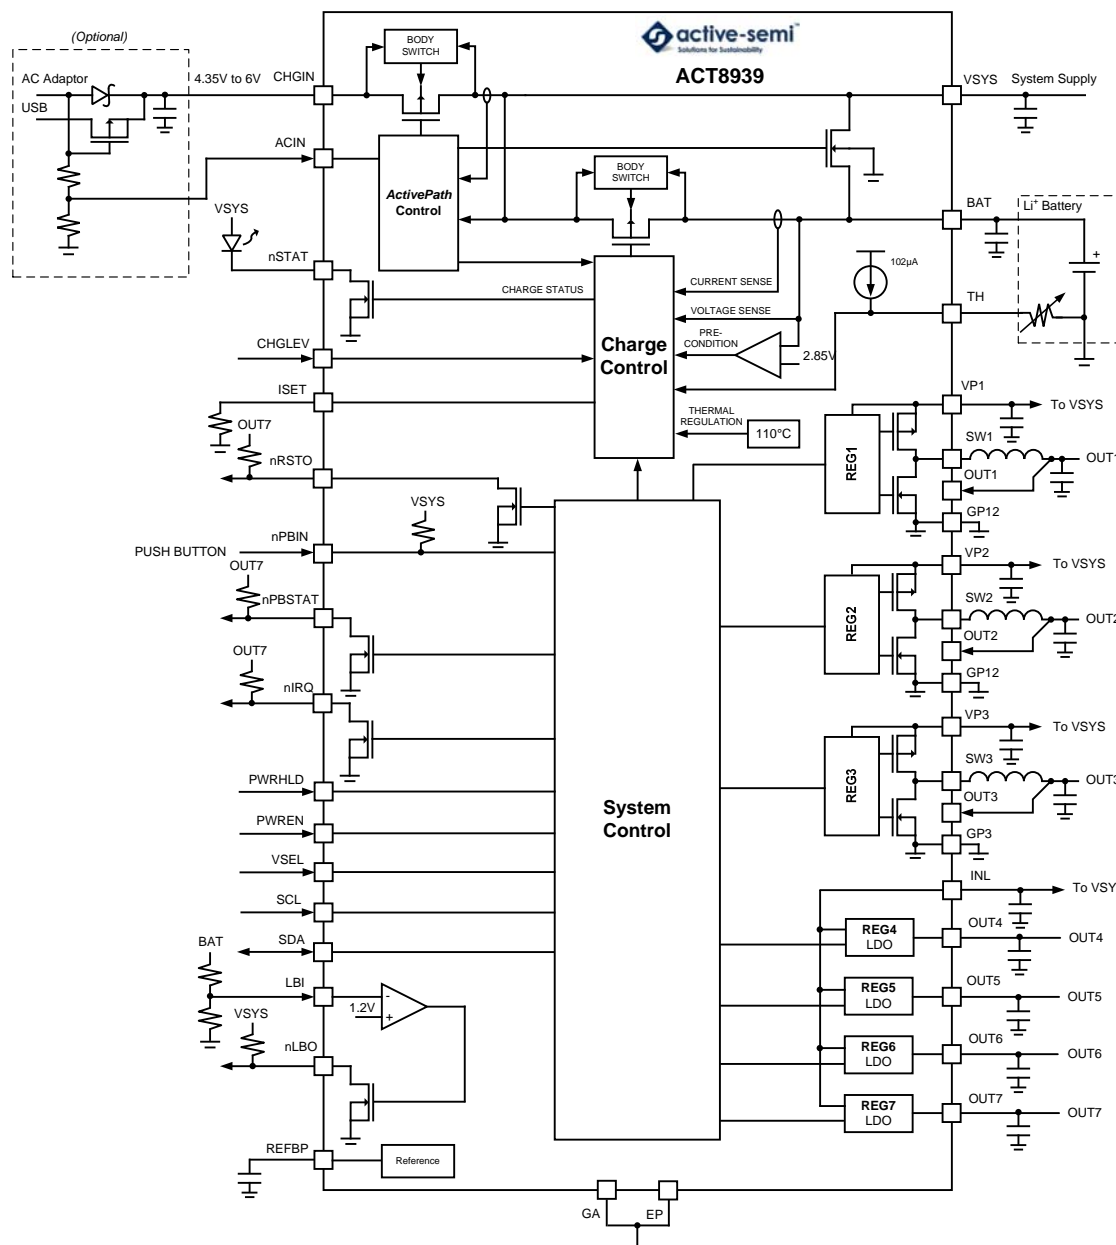 (Optional)
AC Adaptor
USB
4.35V to 6V
CHGIN
BODY
SWITCH
active-semi™
Solutions for Sustainability
ACT8939
VSYS
System Supply
ACIN
ActivePath
Control
BODY
SWITCH
BAT
Li+ Battery
+
VSYS
nSTAT
CHARGE STATUS
CURRENT SENSE
102µA
VOLTAGE SENSE
TH
PRE-
CONDITION
2.85V
Charge
Control
CHGLEV
ISET
THERMAL
REGULATION
110°C
VP1
To VSYS
REG1
SW1
OUT1
OUT1
GP12
OUT7
nRSTO
VSYS
nPBIN
PUSH BUTTON
VP2
To VSYS
REG2
SW2
OUT2
OUT2
GP12
OUT7
nPBSTAT
OUT7
nIRQ
VP3
To VSYS
REG3
SW3
OUT3
OUT3
GP3
System
Control
PWRHLD
PWREN
VSEL
SCL
SDA
INL
To VSY
REG4
LDO
OUT4
OUT4
BAT
LBI
1.2V
-
+
REG5
LDO
OUT5
OUT5
VSYS
nLBO
REG6
LDO
OUT6
OUT6
REG7
LDO
OUT7
OUT7
REFBP
Reference
GA
EP